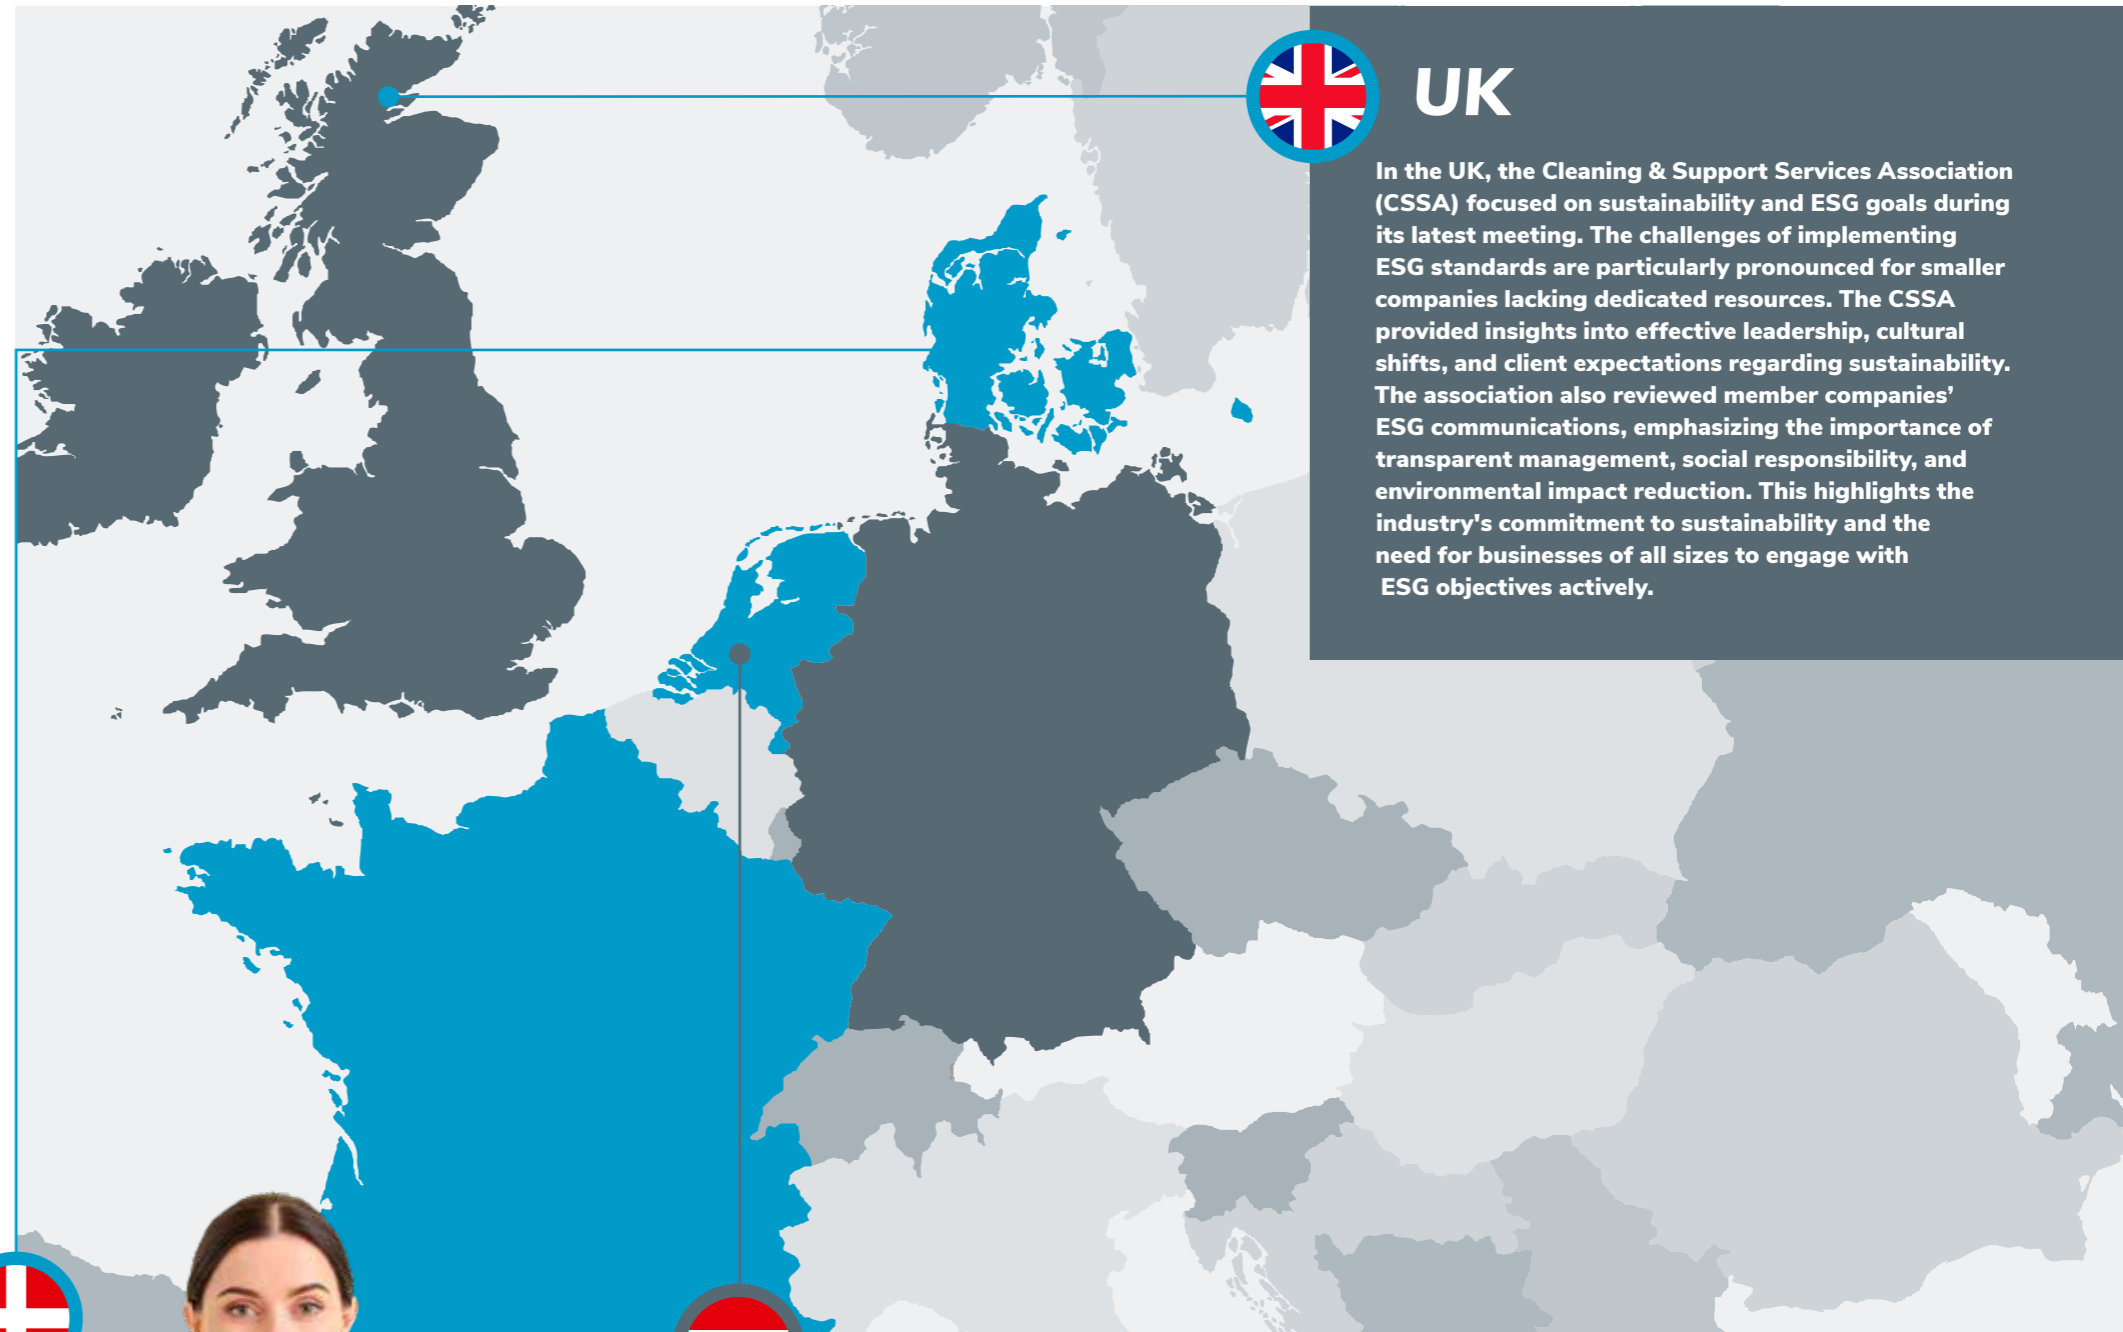 UK
In the UK, the Cleaning & Support Services Association
(CSSA) focused on sustainability and ESG goals during
its latest meeting. The challenges of implementing
ESG standards are particularly pronounced for smaller
companies lacking dedicated resources. The CSSA
provided insights into effective leadership, cultural
shifts, and client expectations regarding sustainability.
The association also reviewed member companies’
ESG communications, emphasizing the importance of
transparent management, social responsibility, and
environmental impact reduction. This highlights the
industry's commitment to sustainability and the
need for businesses of all sizes to engage with
ESG objectives actively.